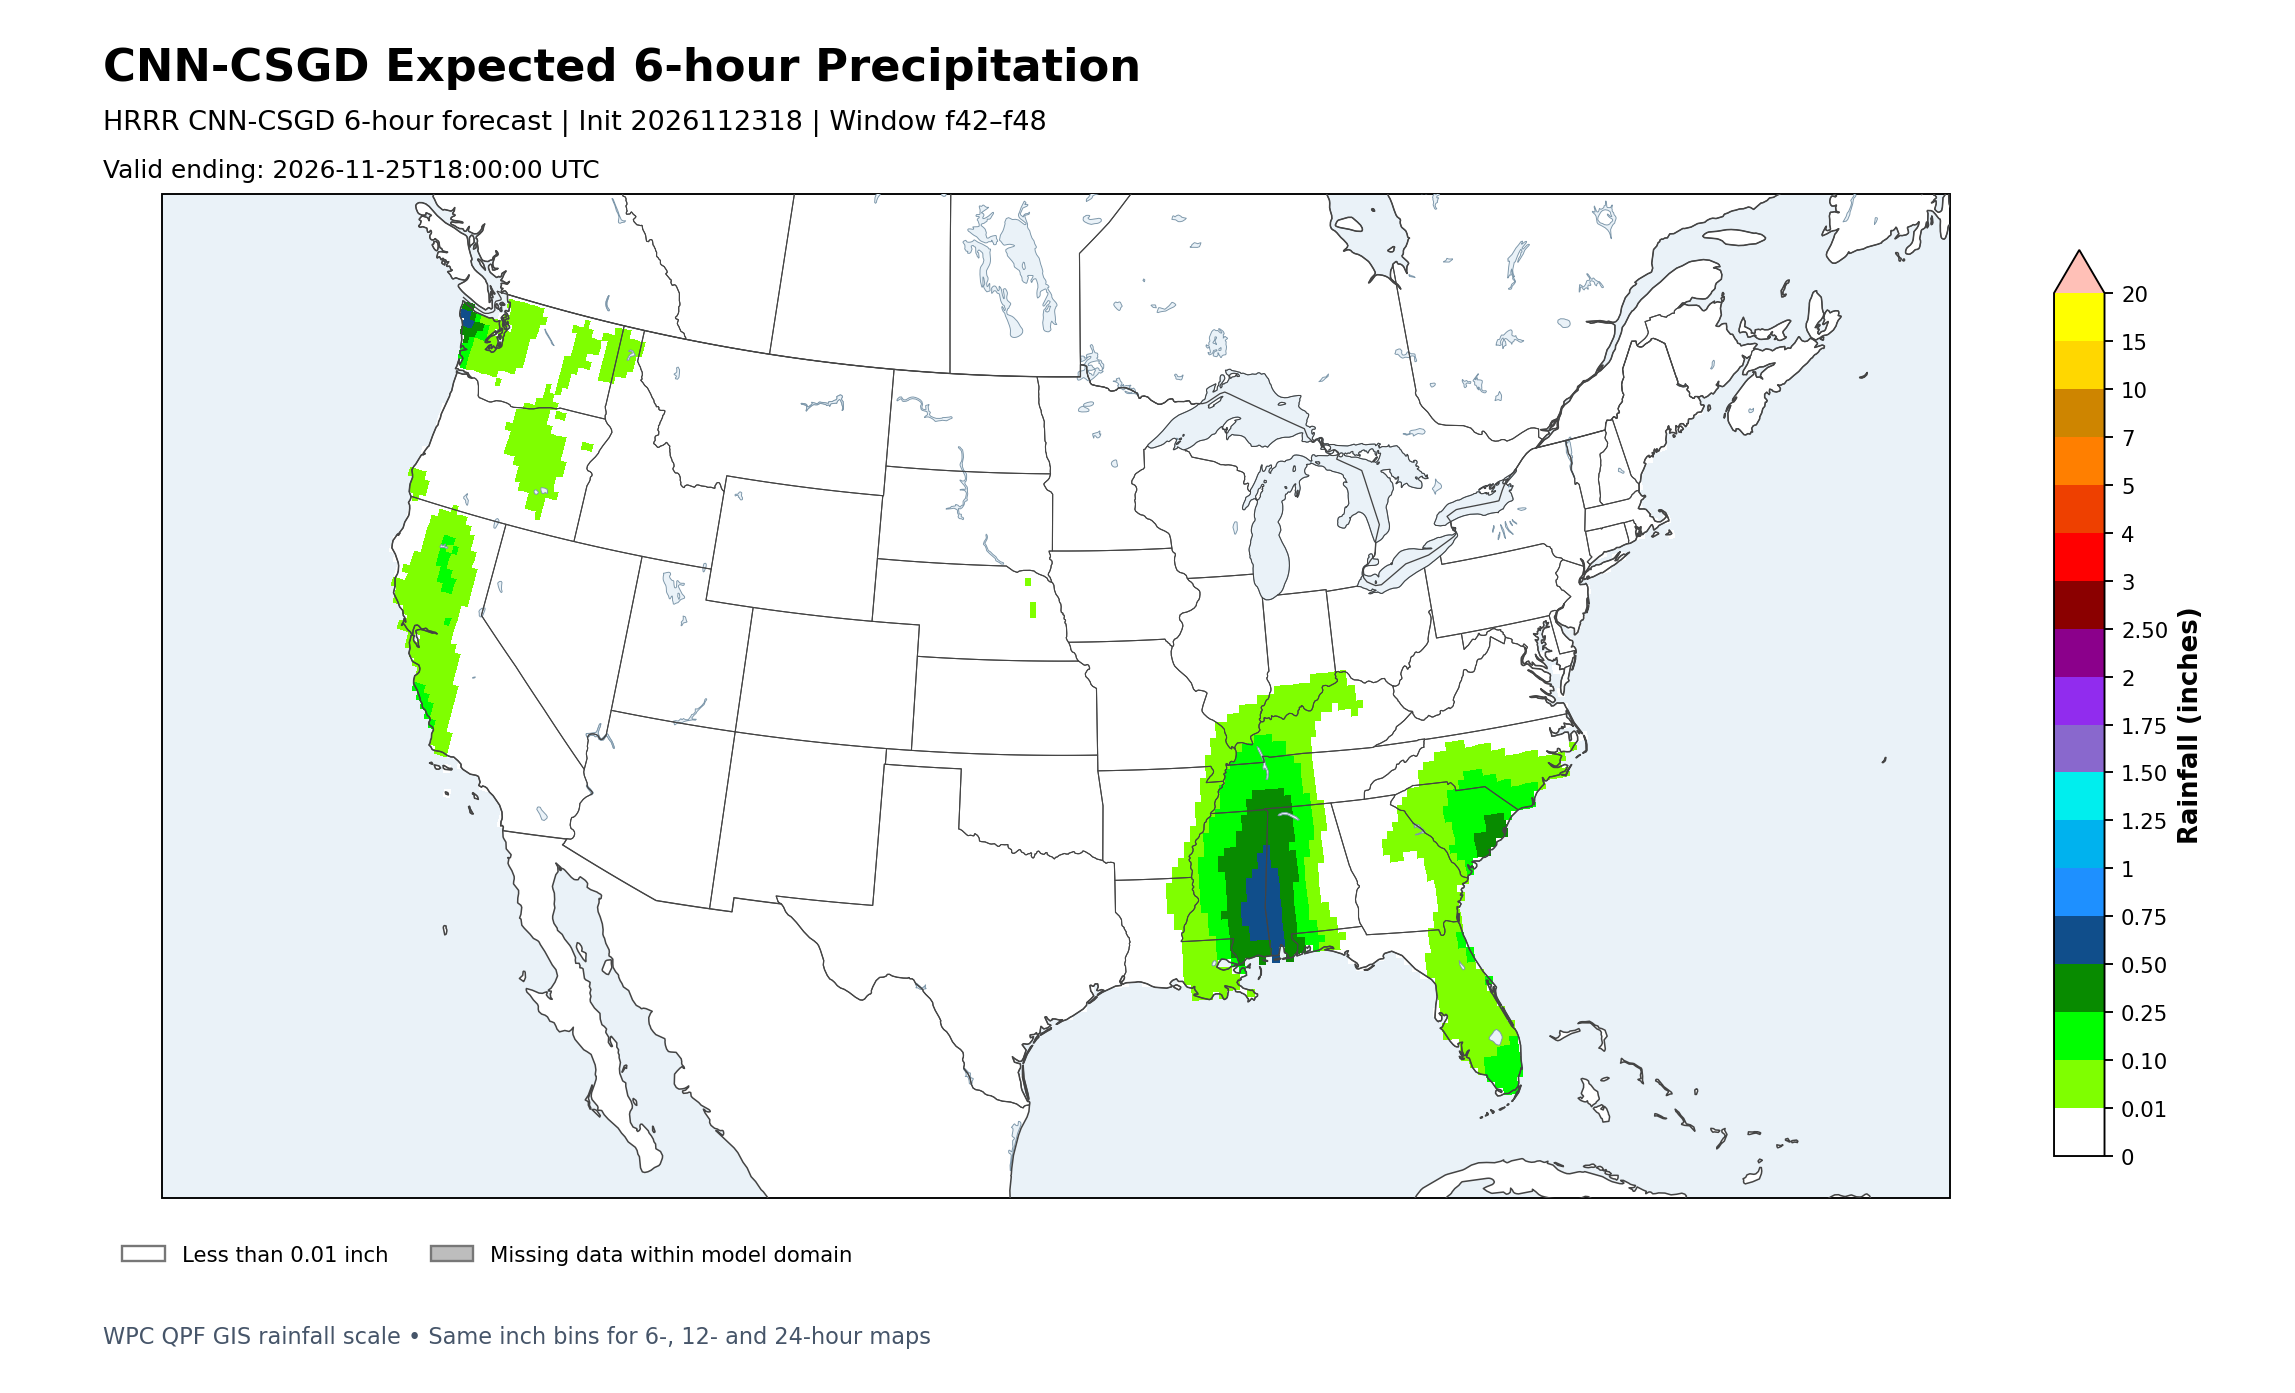 CNN-CSGD Expected 6-hour Precipitation
HRRR CNN-CSGD 6-hour forecast | Init 2026112318 | Window f42–f48
Valid ending: 2026-11-25T18:00:00 UTC
20
15
10
7
5
4
3
2.50
2
1.75
1.50
1.25
1
0.75
0.50
0.25
0.10
0.01
0
Rainfall (inches)
Less than 0.01 inch
Missing data within model domain
WPC QPF GIS rainfall scale • Same inch bins for 6-, 12- and 24-hour maps